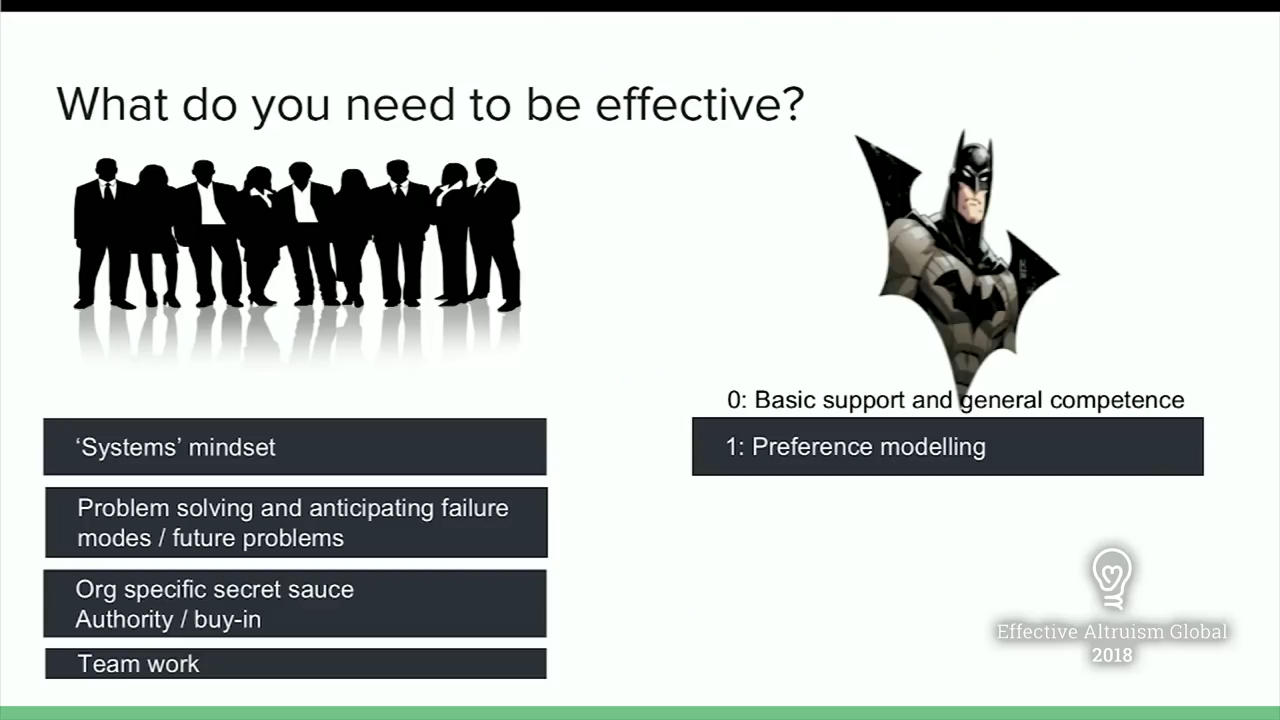 What do you need to be effective?
'Systems' mindset
Problem solving and anticipating failure
modes / future problems
Org specific secret sauce
Authority / buy-in
Team work
0: Basic support and general competence
1: Preference modelling
Effective Altruism Global
2018